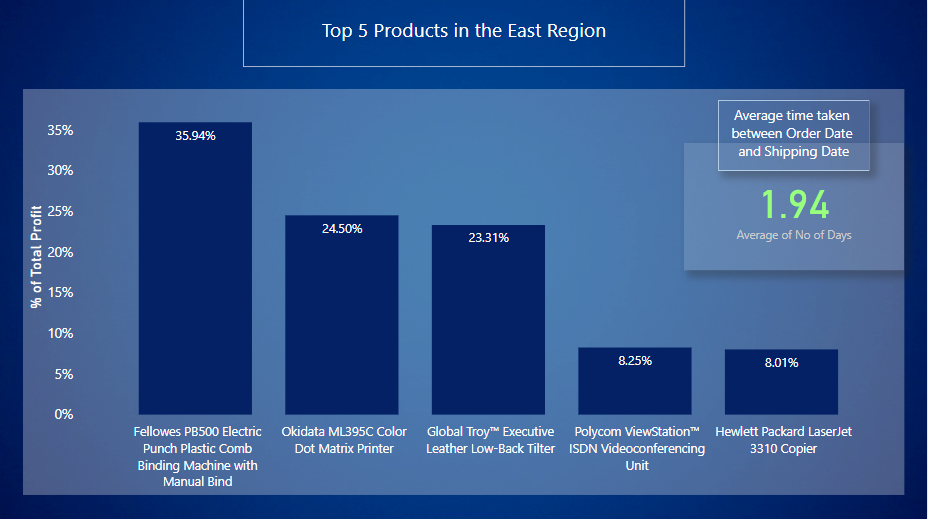 Top 5 Products in the East Region
Average time taken
between Order Date
and Shipping Date
1.94
Average of No of Days
% of Total Profit
35%
30%
25%
20%
15%
10%
5%
0%
35.94%
24.50%
23.31%
8.25%
8.01%
Fellowes PB500 Electric
Punch Plastic Comb
Binding Machine with
Manual Bind
Okidata ML395C Color
Dot Matrix Printer
Global Troy™ Executive
Leather Low-Back Tilter
Polycom ViewStation™
ISDN Videoconferencing
Unit
Hewlett Packard LaserJet
3310 Copier